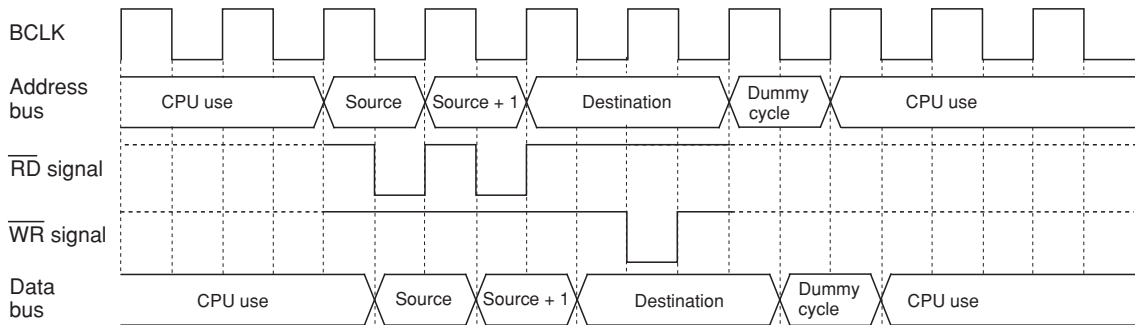 BCLK
Address
bus
CPU use
Source
Source + 1
Destination
Dummy
cycle
CPU use
RD signal
WR signal
Data
bus
CPU use
Source
Source + 1
Destination
Dummy
cycle
CPU use